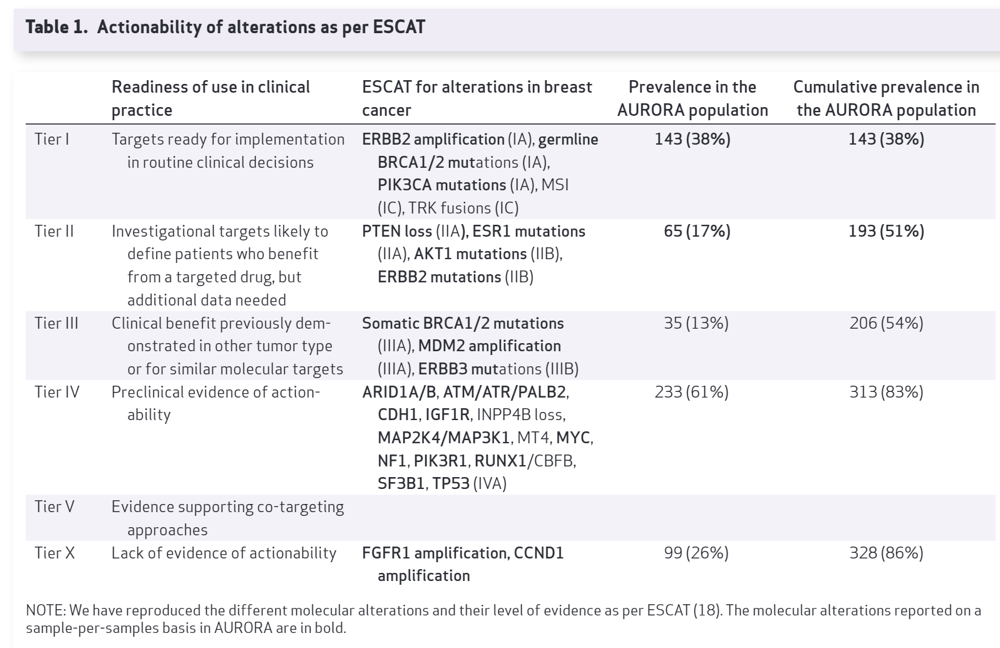 Table 1. Actionability of alterations as per ESCAT
Readiness of use in clinical practice
ESCAT for alterations in breast cancer
Prevalence in the AURORA population
Cumulative prevalence in the AURORA population
Tier I
Targets ready for implementation
in routine clinical decisions
ERBB2 amplification (IA), germline
BRCA1/2 mutations (IA),
PIK3CA mutations (IA), MSI
(IC), TRK fusions (IC)
143 (38%)
143 (38%)
Tier II
Investigational targets likely to
define patients who benefit
from a targeted drug, but
additional data needed
PTEN loss (IIA), ESR1 mutations
(IIA), AKT1 mutations (IIB),
ERBB2 mutations (IIB)
65 (17%)
193 (51%)
Tier III
Clinical benefit previously dem-
onstrated in other tumor type
or for similar molecular targets
Somatic BRCA1/2 mutations
(IIIA), MDM2 amplification
(IIIA), ERBB3 mutations (IIIB)
35 (13%)
206 (54%)
Tier IV
Preclinical evidence of action-
ability
ARID1A/B, ATM/ATR/PALB2,
CDH1, IGF1R, INPP4B loss,
MAP2K4/MAP3K1, MT4, MYC,
NF1, PIK3R1, RUNX1/CBFB,
SF3B1, TP53 (IVA)
233 (61%)
313 (83%)
Tier V
Evidence supporting co-targeting
approaches
Tier X
Lack of evidence of actionability
FGFR1 amplification, CCND1
amplification
99 (26%)
328 (86%)
NOTE: We have reproduced the different molecular alterations and their level of evidence as per ESCAT (18). The molecular alterations reported on a
sample-per-samples basis in AURORA are in bold.